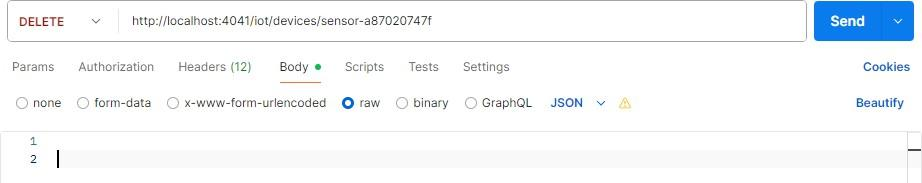 DELETE http://localhost:4041/iot/devices/sensor-a87020747f Send
Params Authorization Headers (12) Body Scripts Tests Settings Cookies
none form-data x-www-form-urlencoded raw binary GraphQL JSON Beautify
1
2